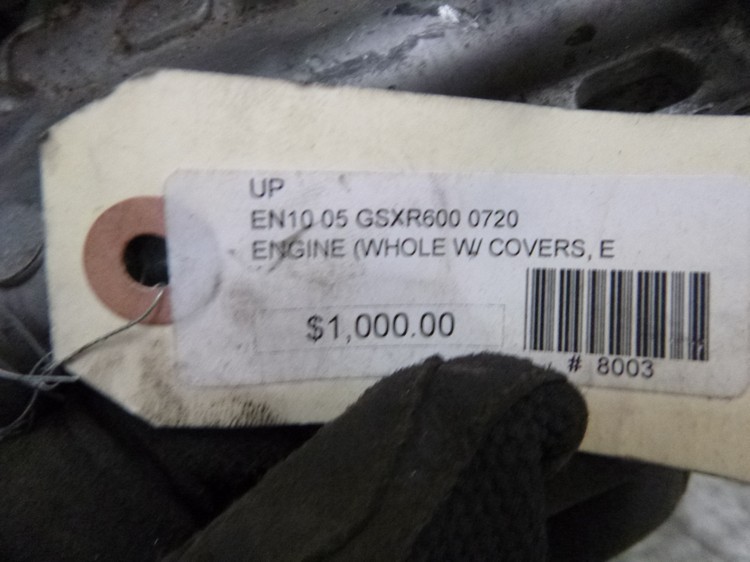 UP
EN10 05 GSXR600 0720
ENGINE (WHOLE W/ COVERS, E
$1,000.00
# 8003